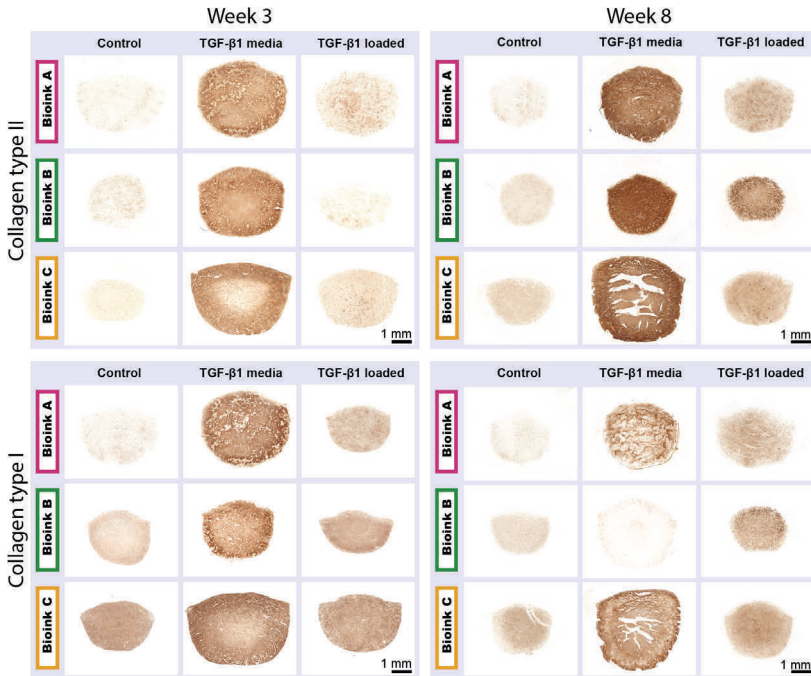 Week 3
Week 8
Collagen type II
Control TGF-β1 media TGF-β1 loaded
Bioink A
Bioink B
Bioink C
1 mm
Control TGF-β1 media TGF-β1 loaded
Bioink A
Bioink B
Bioink C
1 mm
Collagen type I
Control TGF-β1 media TGF-β1 loaded
Bioink A
Bioink B
Bioink C
1 mm
Control TGF-β1 media TGF-β1 loaded
Bioink A
Bioink B
Bioink C
1 mm